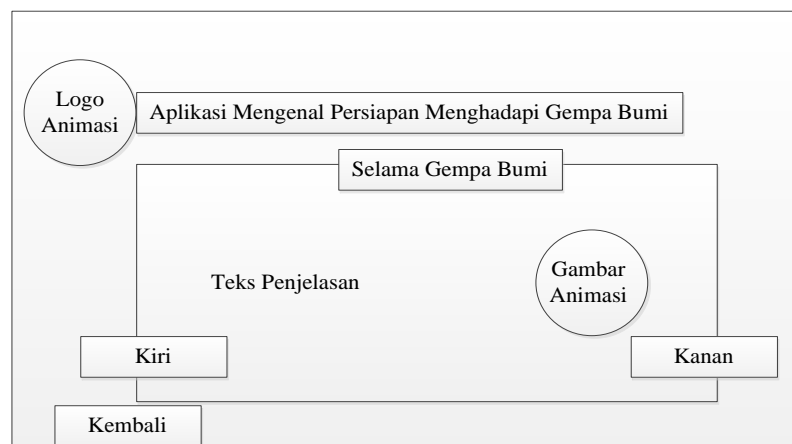 Logo
Animasi
Aplikasi Mengenal Persiapan Menghadapi Gempa Bumi
Selama Gempa Bumi
Teks Penjelasan
Gambar
Animasi
Kiri
Kanan
Kembali